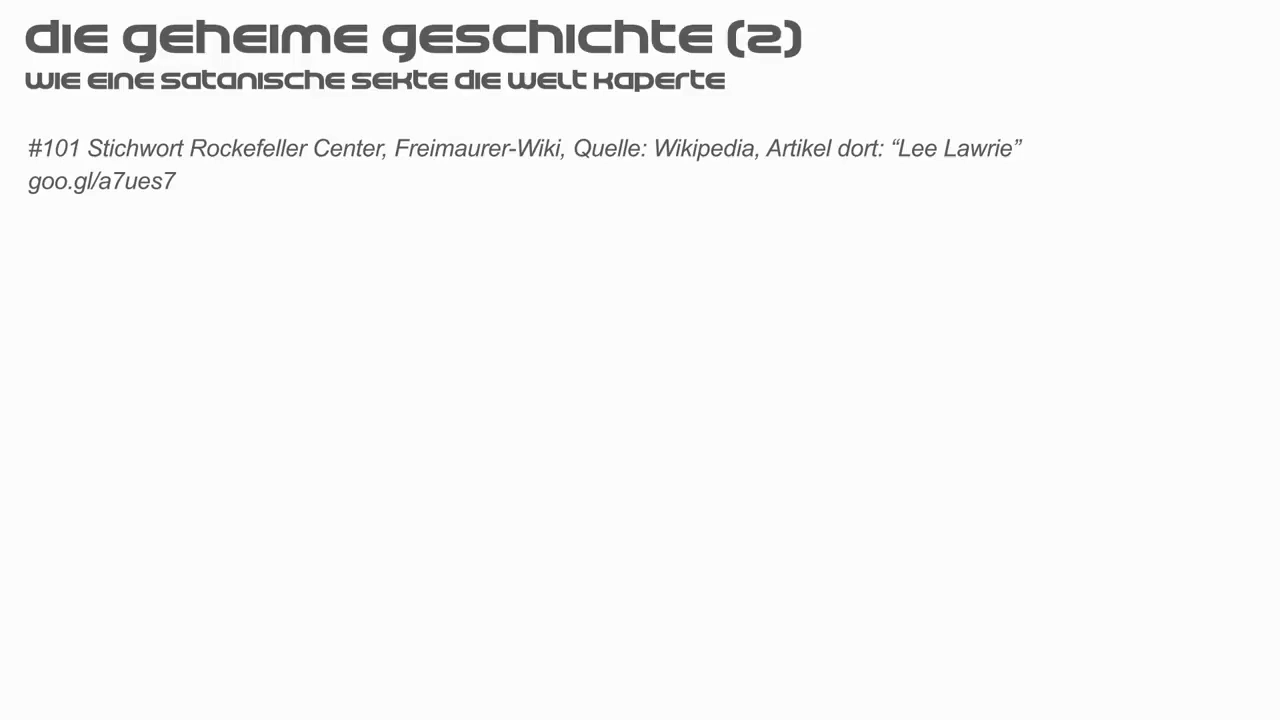 DIE GEHEIME GESCHICHTE (2)
WIE EINE SATANISCHE SEKTE DIE WELT KAPERTE
#101 Stichwort Rockefeller Center, Freimaurer-Wiki, Quelle: Wikipedia, Artikel dort: “Lee Lawrie”
goo.gl/a7ues7